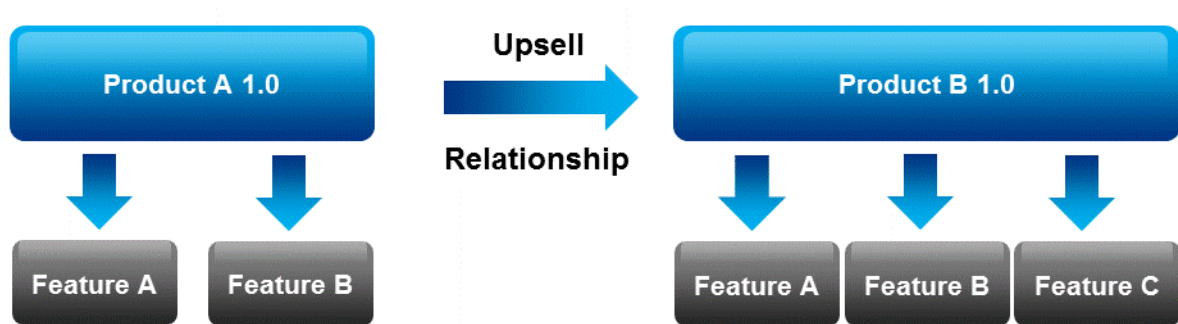 Product A 1.0
Upsell
Relationship
Product B 1.0
Feature A
Feature B
Feature A
Feature B
Feature C